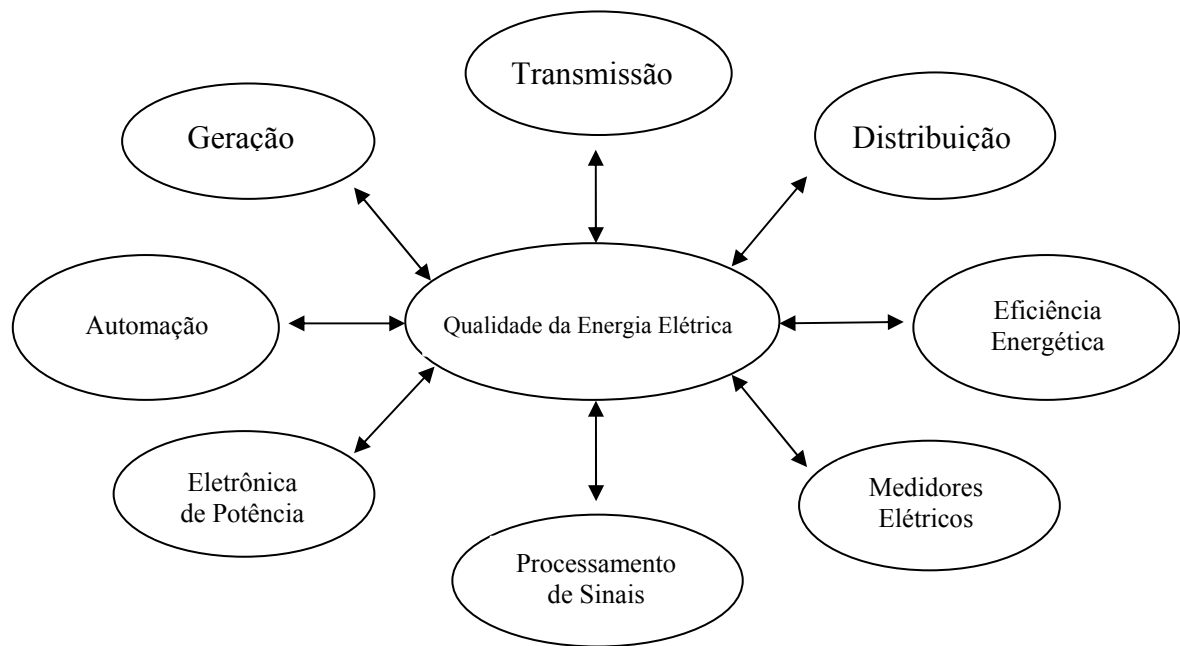 Transmissão
Geração
Distribuição
Automação
Qualidade da Energia Elétrica
Eficiência
Energética
Eletrônica
de Potência
Medidores
Elétricos
Processamento
de Sinais